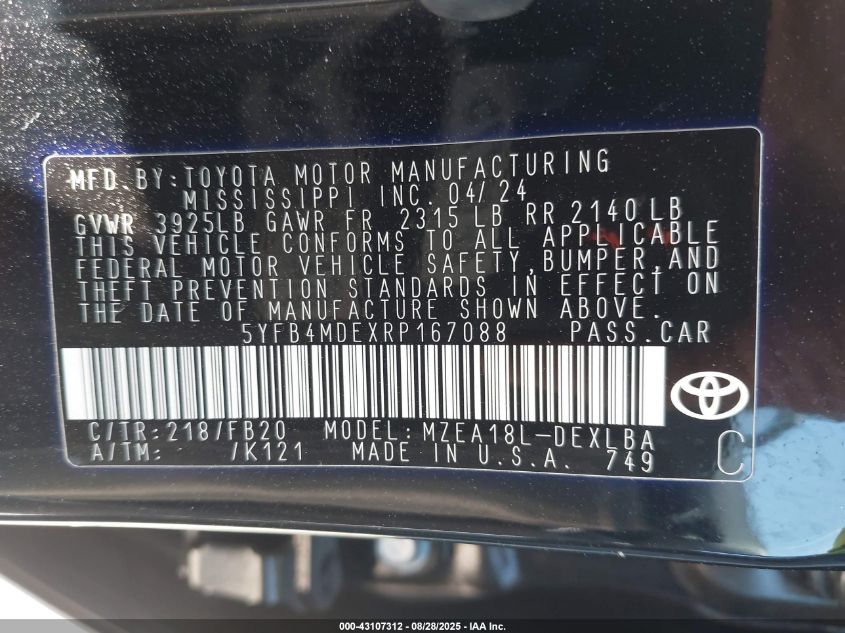 MFD. BY: TOYOTA MOTOR MANUFACTURING
MISSISSIPPI INC. 04/24
GVWR 3925LB GAWR FR 2315 LB RR 2140 LB
THIS VEHICLE CONFORMS TO ALL APPLICABLE
FEDERAL MOTOR VEHICLE SAFETY, BUMPER, AND
THEFT PREVENTION STANDARDS IN EFFECT ON
THE DATE OF MANUFACTURE SHOWN ABOVE.
5YFB4MDEXRP167088 PASS.CAR
C/TR: 218/FB20 MODEL: MZEA18L-DEXLBA
A/TM: /K121 MADE IN U.S.A. 749 C
000-43107312 - 08/28/2025 - IAA Inc.